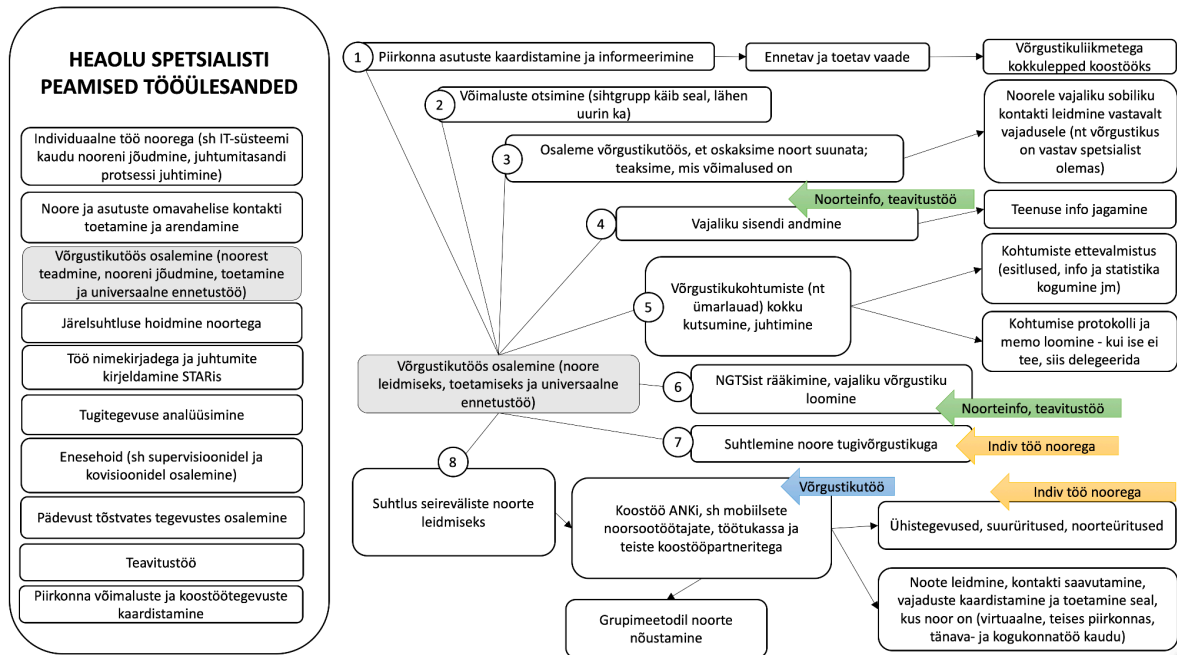 HEAOLU SPETSIALISTI
PEAMISED TÖÖÜLESANDED
Individuaalne töö noorega (sh IT-süsteemi
kaudu nooreni jõudmine, juhtumitasandi
protsessi juhtimine)
Noore ja asutuste omavahelise kontakti
toetamine ja arendamine
Võrgustikutöös osalemine (noorest
teadmine, nooreni jõudmine, toetamine
ja universaalne ennetustöö)
Järelsuhtluse hoidmine noortega
Töö nimekirjadega ja juhtumite
kirjeldamine STARis
Tugitegevuse analüüsimine
Enesehoid (sh supervisioonidel ja
kovisioonidel osalemine)
Pädevust tõstvates tegevustes osalemine
Teavitustöö
Piirkonna võimaluste ja koostöötegevuste
kaardistamine
Võrgustikutöös osalemine (noore
leidmiseks, toetamiseks ja universaalne
ennetustöö)
1
Piirkonna asutuste kaardistamine ja informeerimine
Ennetav ja toetav vaade
Võrgustikuliikmetega
kokkulepped koostööks
2
Võimaluste otsimine (sihtgrupp käib seal, lähen
uurin ka)
3
Osaleme võrgustikutöös, et oskaksime noort suunata;
teaksime, mis võimalused on
Noorele vajaliku sobiliku
kontakti leidmine vastavalt
vajadusele (nt võrgustikus
on vastav spetsialist
olemas)
Noorteinfo, teavitustöö
4
Vajaliku sisendi andmine
Teenuse info jagamine
5
Võrgustikukohtumiste (nt
ümarlauad) kokku
kutsumine, juhtimine
Kohtumiste ettevalmistus
(esitlused, info ja statistika
kogumine jm)
Kohtumise protokolli ja
memo loomine - kui ise ei
tee, siis delegeerida
6
NGTSist rääkimine, vajaliku võrgustiku
loomine
Noorteinfo, teavitustöö
7
Suhtlemine noore tugivõrgustikuga
Indiv töö noorega
8
Suhtlus seireväliste noorte
leidmiseks
Võrgustikutöö
Koostöö ANKi, sh mobiilsete
noorsootöötajate, töötukassa ja
teiste koostööpartneritega
Indiv töö noorega
Ühistegevused, suurüritused, noorteüritused
Noote leidmine, kontakti saavutamine,
vajaduste kaardistamine ja toetamine seal,
kus noor on (virtuaalne, teises piirkonnas,
tänava- ja kogukonnatöö kaudu)
Grupimeetodil noorte
nõustamine